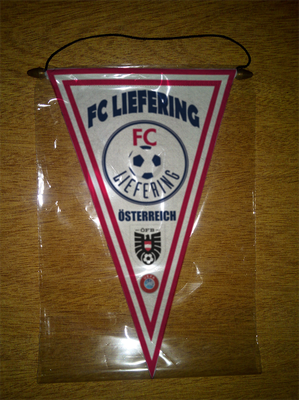 FC LIEFERING
FC
LIEFERING
ÖSTERREICH
ÖFB